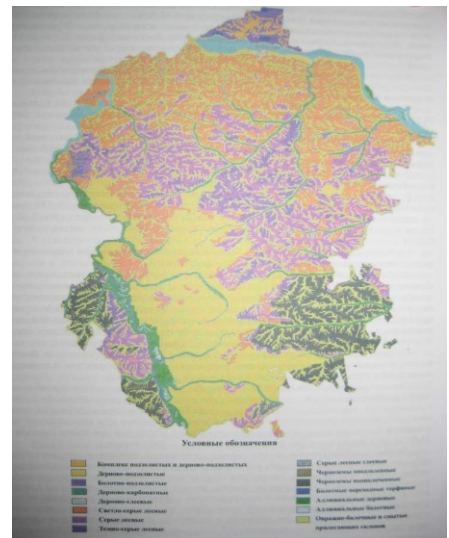 Условные обозначения
Комплекс подзолистых и дерново-подзолистых
Дерново-подзолистые
Болотно-подзолистые
Дерново-карбонатные
Дерново-глеевые
Светло-серые лесные
Серые лесные
Темно-серые лесные
Серые лесные глеевые
Черноземы оподзоленные
Черноземы выщелоченные
Болотные переходные торфяные
Аллювиальные дерновые
Аллювиальные болотные
Овражно-балочные и смытые
прилегающих склонов